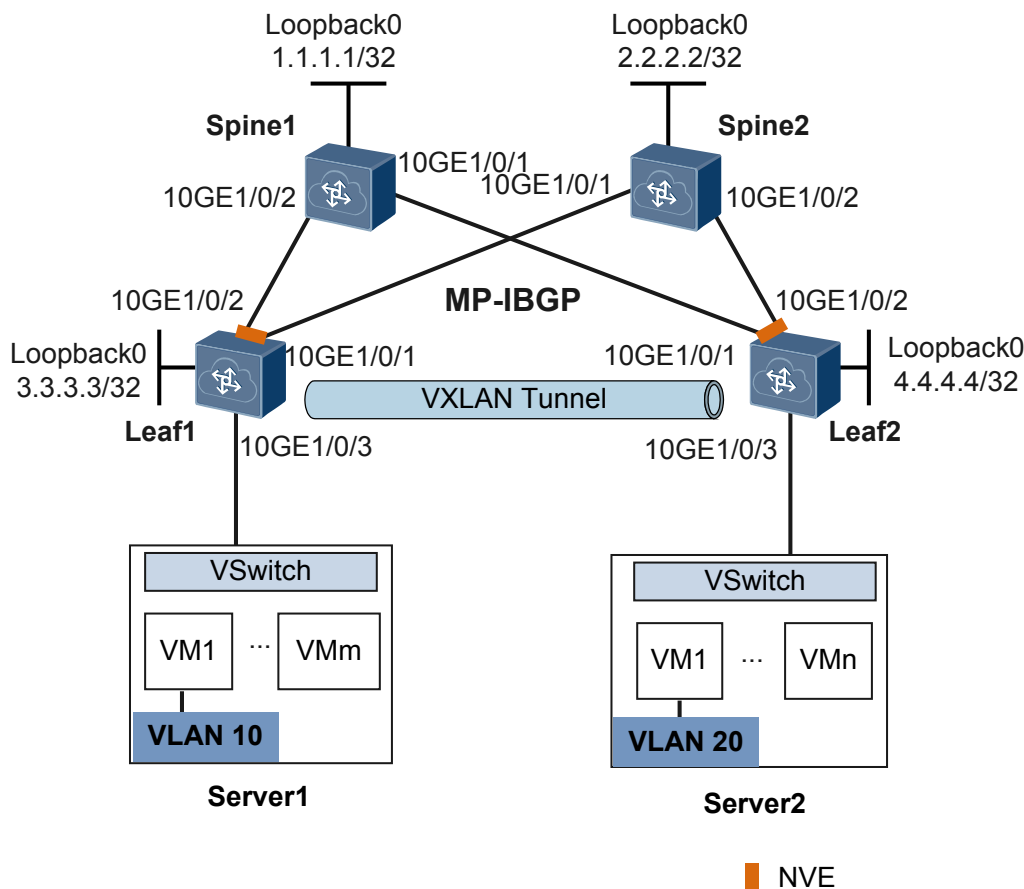 Loopback0
1.1.1.1/32
Loopback0
2.2.2.2/32
Spine1
Spine2
10GE1/0/1
10GE1/0/1
10GE1/0/2
10GE1/0/2
MP-IBGP
10GE1/0/2
10GE1/0/2
Loopback0
3.3.3.3/32
10GE1/0/1
10GE1/0/1
Loopback0
4.4.4.4/32
VXLAN Tunnel
Leaf1
Leaf2
10GE1/0/3
10GE1/0/3
VSwitch
VM1
...
VMm
VLAN 10
Server1
VSwitch
VM1
...
VMn
VLAN 20
Server2
NVE